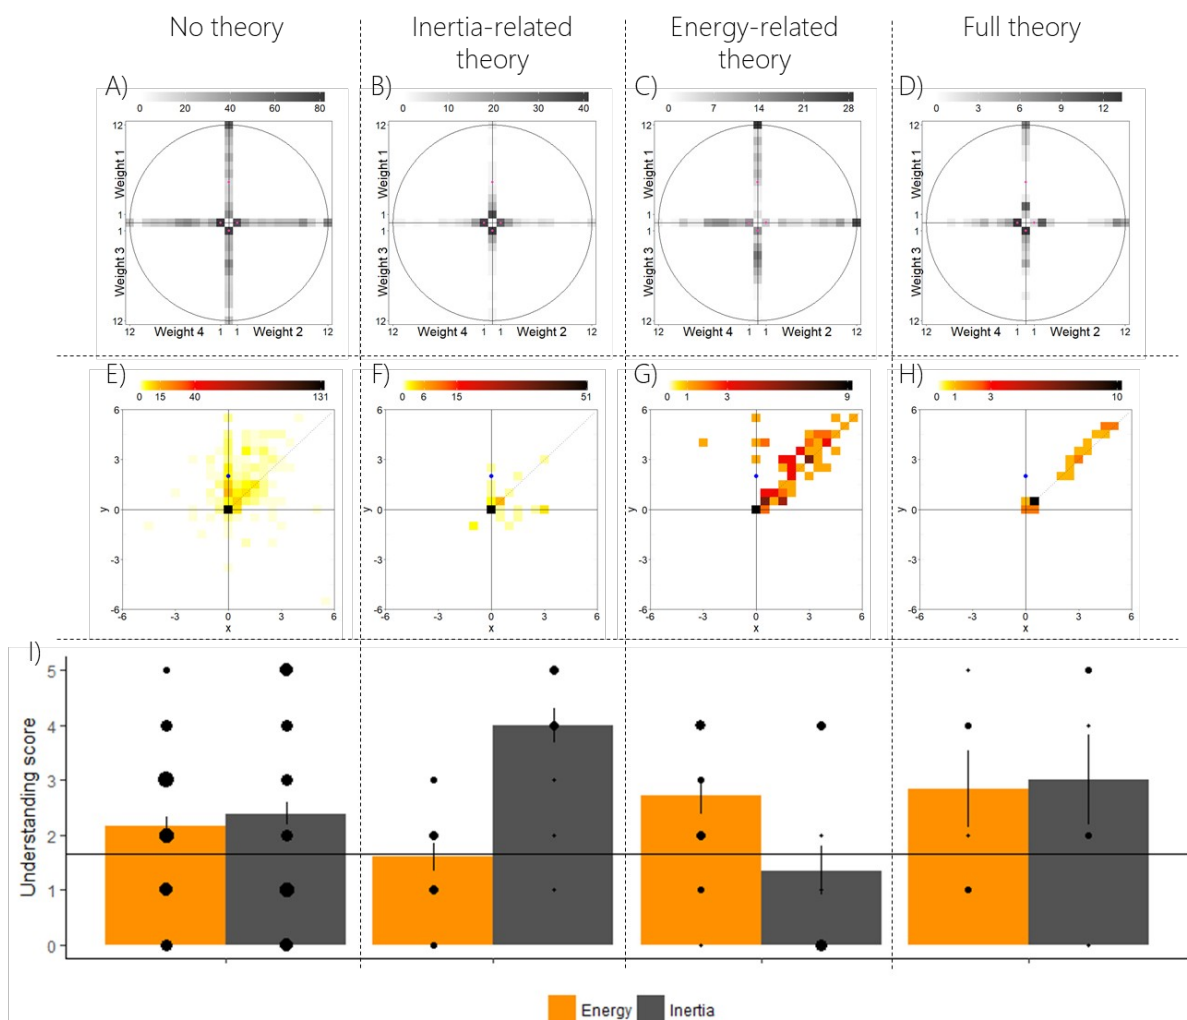 No theory
Inertia-related
theory
Energy-related
theory
Full theory
A)
0 20 40 60 80
12
Weight 1
1
1
Weight 3
12
12 Weight 4 1 1 Weight 2 12
B)
0 10 20 30 40
12
Weight 1
1
1
Weight 3
12
12 Weight 4 1 1 Weight 2 12
C)
0 7 14 21 28
12
Weight 1
1
1
Weight 3
12
12 Weight 4 1 1 Weight 2 12
D)
0 3 6 9 12
12
Weight 1
1
1
Weight 3
12
12 Weight 4 1 1 Weight 2 12
E)
0 15 40 131
6
3
y 0
-3
-6
-6 -3 0 3 6
x
F)
0 6 15 51
6
3
y 0
-3
-6
-6 -3 0 3 6
x
G)
0 1 3 9
6
3
y 0
-3
-6
-6 -3 0 3 6
x
H)
0 1 3 10
6
3
y 0
-3
-6
-6 -3 0 3 6
x
I)
Understanding score
5
4
3
2
1
0
Energy Inertia